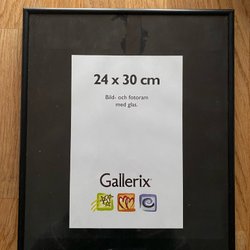 24 x 30 cm
Bild- och fotoram
med glas.
Gallerix